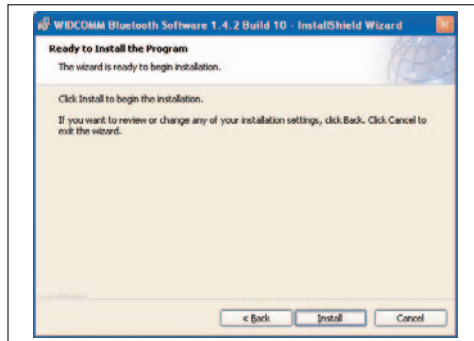 WIDCOMM Bluetooth Software 1.4.2 Build 10 - InstallShield Wizard
Ready to Install the Program
The wizard is ready to begin installation.
Click Install to begin the installation.
If you want to review or change any of your installation settings, click Back. Click Cancel to
exit the wizard.
InstallShield
< Back
Install
Cancel